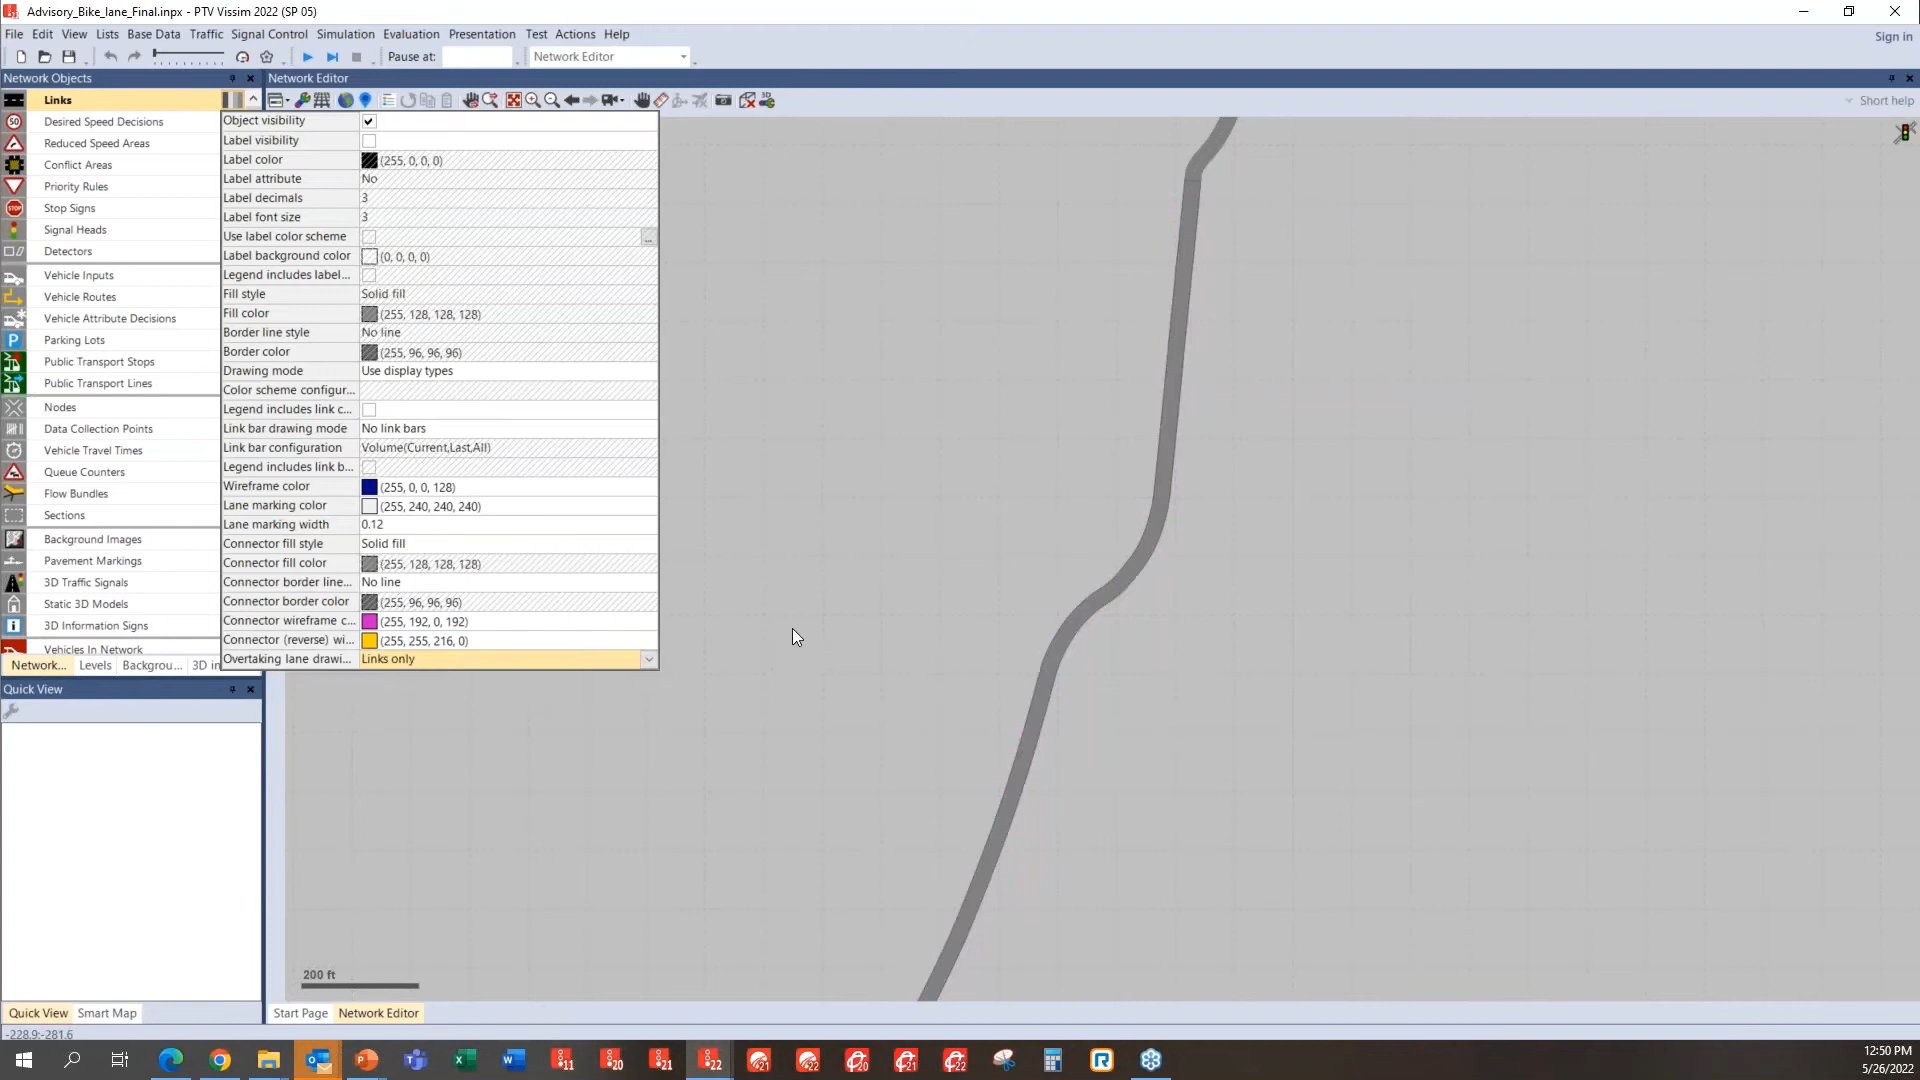 Advisory_Bike_lane_Final.inpx - PTV Vissim 2022 (SP 05)
File Edit View Lists Base Data Traffic Signal Control Simulation Evaluation Presentation Test Actions Help
Sign in
Pause at:
Network Editor
Network Objects
Network Editor
Short help
Links
Desired Speed Decisions
Reduced Speed Areas
Conflict Areas
Priority Rules
Stop Signs
Signal Heads
Detectors
Vehicle Inputs
Vehicle Routes
Vehicle Attribute Decisions
Parking Lots
Public Transport Stops
Public Transport Lines
Nodes
Data Collection Points
Vehicle Travel Times
Queue Counters
Flow Bundles
Sections
Background Images
Pavement Markings
3D Traffic Signals
Static 3D Models
3D Information Signs
Vehicles In Network
Network... Levels Backgrou... 3D in
Object visibility
Label visibility
Label color (255, 0, 0, 0)
Label attribute No
Label decimals 3
Label font size 3
Use label color scheme ...
Label background color (0, 0, 0, 0)
Legend includes label...
Fill style Solid fill
Fill color (255, 128, 128, 128)
Border line style No line
Border color (255, 96, 96, 96)
Drawing mode Use display types
Color scheme configur...
Legend includes link c...
Link bar drawing mode No link bars
Link bar configuration Volume(Current,Last,All)
Legend includes link b...
Wireframe color (255, 0, 0, 128)
Lane marking color (255, 240, 240, 240)
Lane marking width 0.12
Connector fill style Solid fill
Connector fill color (255, 128, 128, 128)
Connector border line... No line
Connector border color (255, 96, 96, 96)
Connector wireframe c... (255, 192, 0, 192)
Connector (reverse) wi... (255, 255, 216, 0)
Overtaking lane drawi... Links only
Quick View
200 ft
Quick View Smart Map
Start Page Network Editor
-228.9:-281.6
12:50 PM
5/26/2022